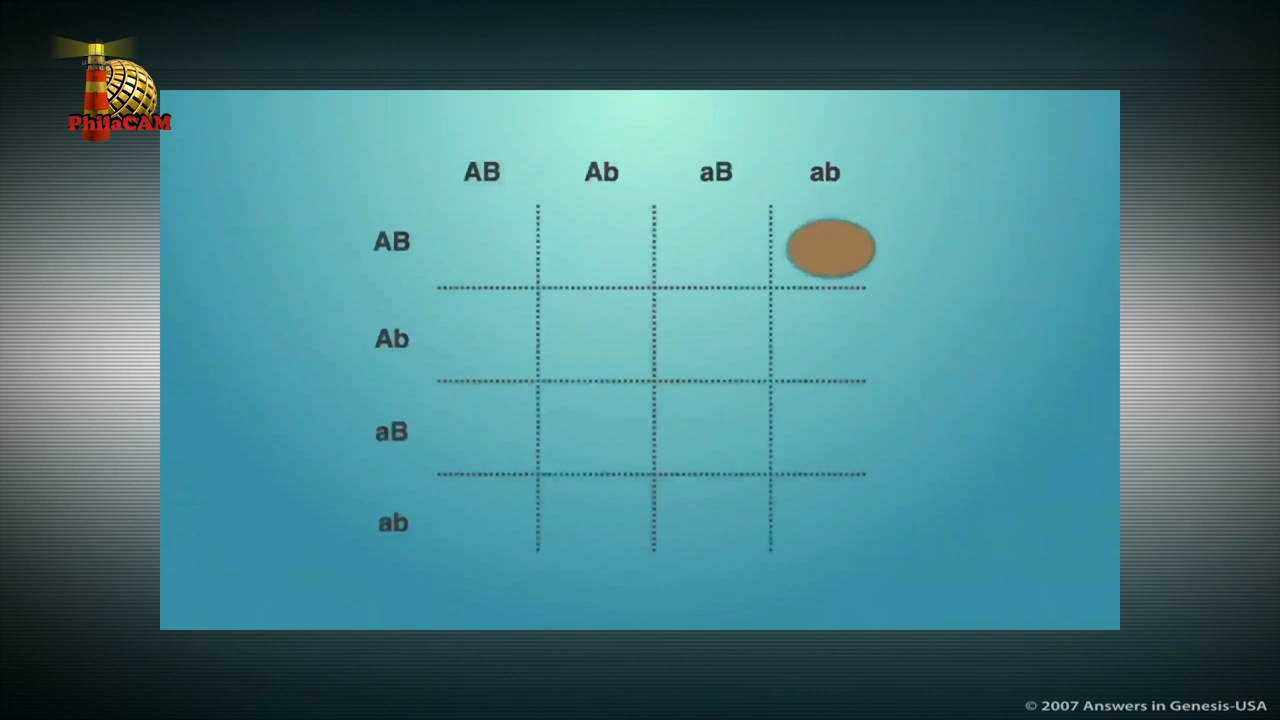 PhilaCAM
AB Ab aB ab
AB
Ab
aB
ab
© 2007 Answers in Genesis-USA